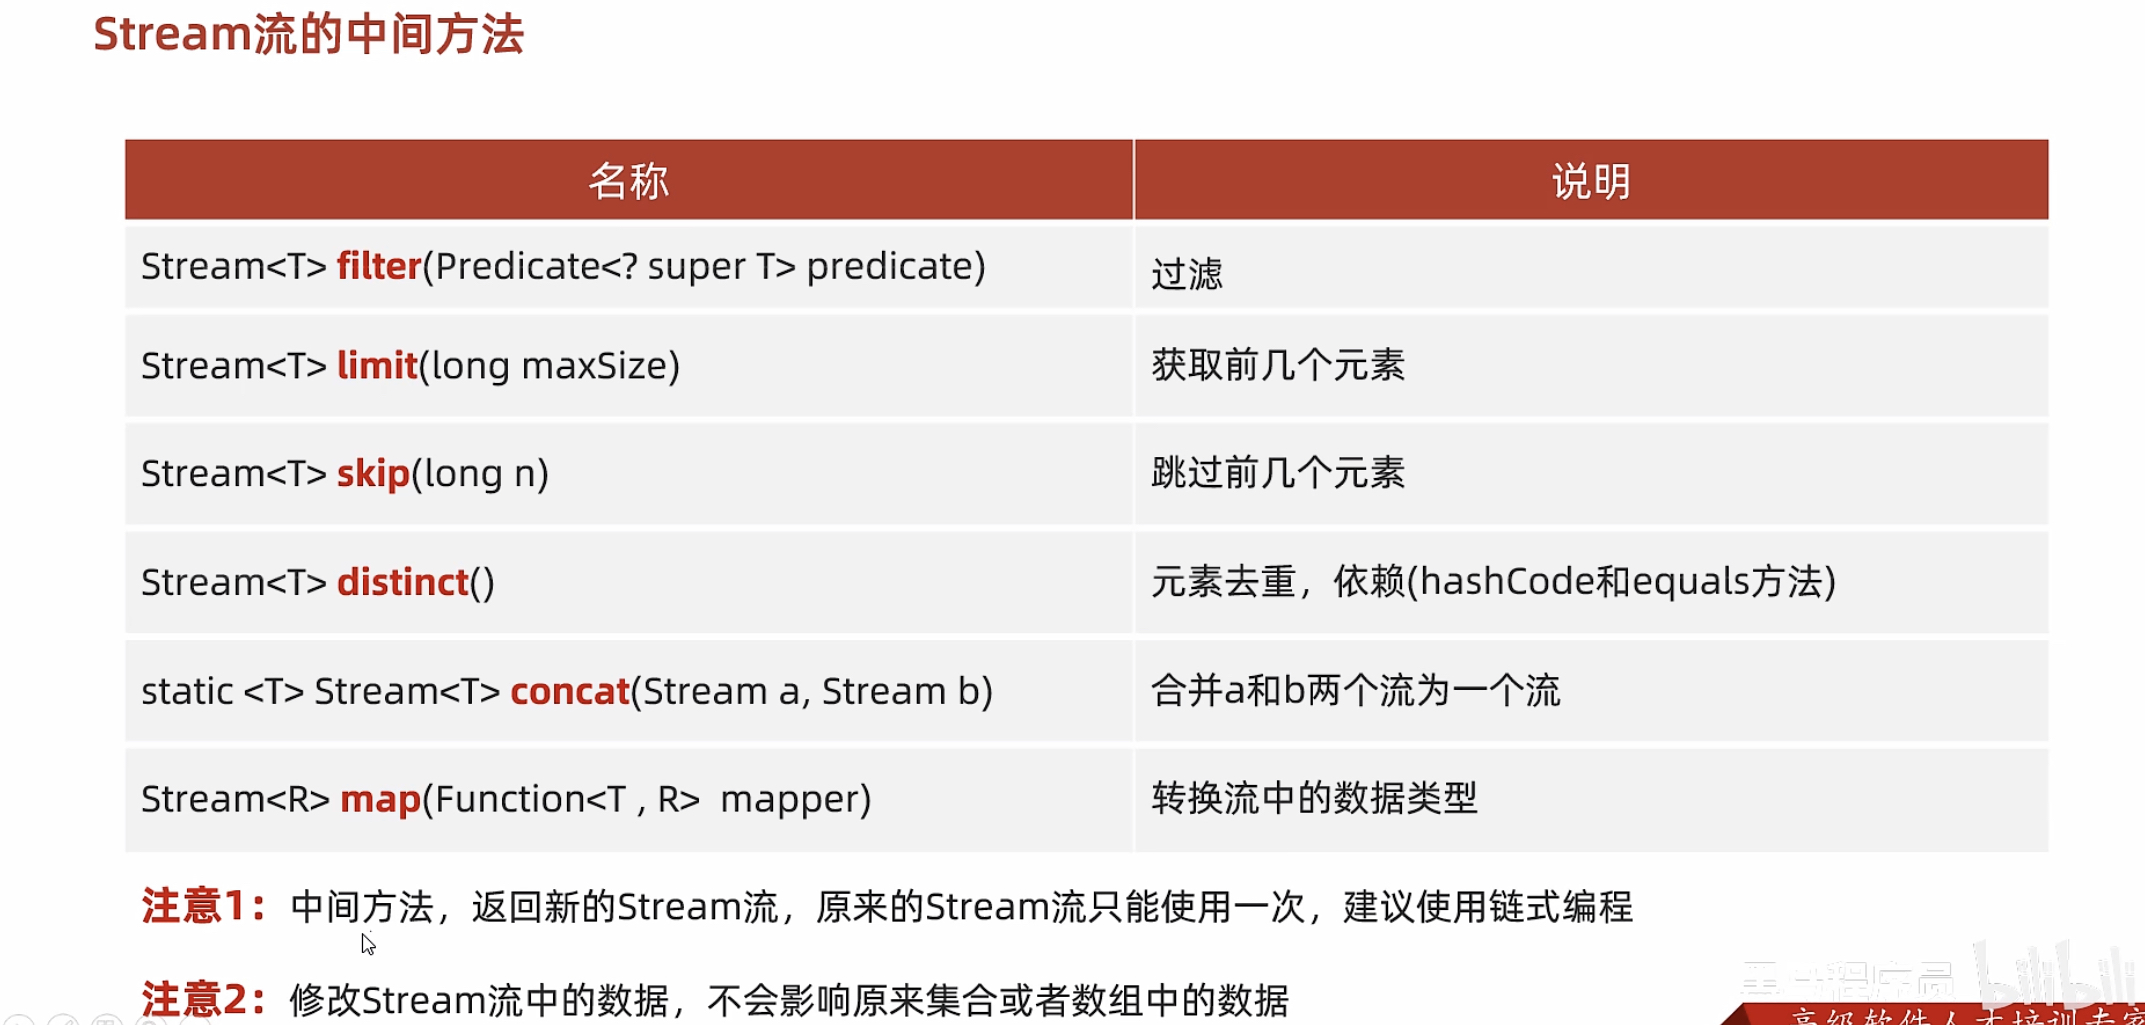 Stream流的中间方法
名称 说明
Stream<T> filter(Predicate<? super T> predicate) 过滤
Stream<T> limit(long maxSize) 获取前几个元素
Stream<T> skip(long n) 跳过前几个元素
Stream<T> distinct() 元素去重，依赖(hashCode和equals方法)
static <T> Stream<T> concat(Stream a, Stream b) 合并a和b两个流为一个流
Stream<R> map(Function<T , R> mapper) 转换流中的数据类型
注意1：中间方法，返回新的Stream流，原来的Stream流只能使用一次，建议使用链式编程
注意2：修改Stream流中的数据，不会影响原来集合或者数组中的数据
黑马程序员 bilibili
高级软件人才培训专家